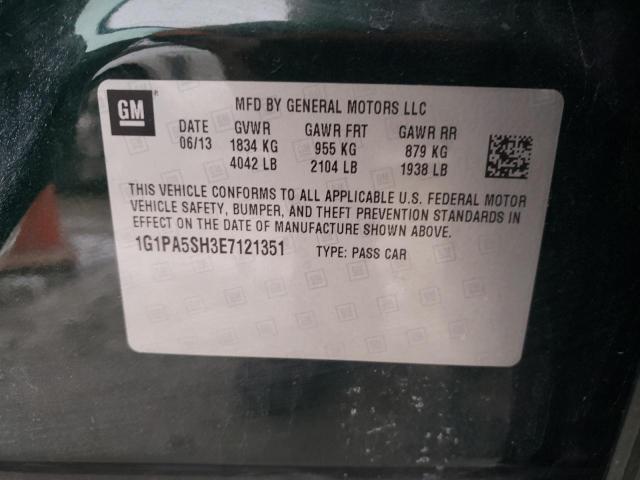 GM ® MFD BY GENERAL MOTORS LLC
DATE GVWR GAWR FRT GAWR RR
06/13 1834 KG 955 KG 879 KG
4042 LB 2104 LB 1938 LB
THIS VEHICLE CONFORMS TO ALL APPLICABLE U.S. FEDERAL MOTOR
VEHICLE SAFETY, BUMPER, AND THEFT PREVENTION STANDARDS IN
EFFECT ON THE DATE OF MANUFACTURE SHOWN ABOVE.
1G1PA5SH3E7121351 TYPE: PASS CAR